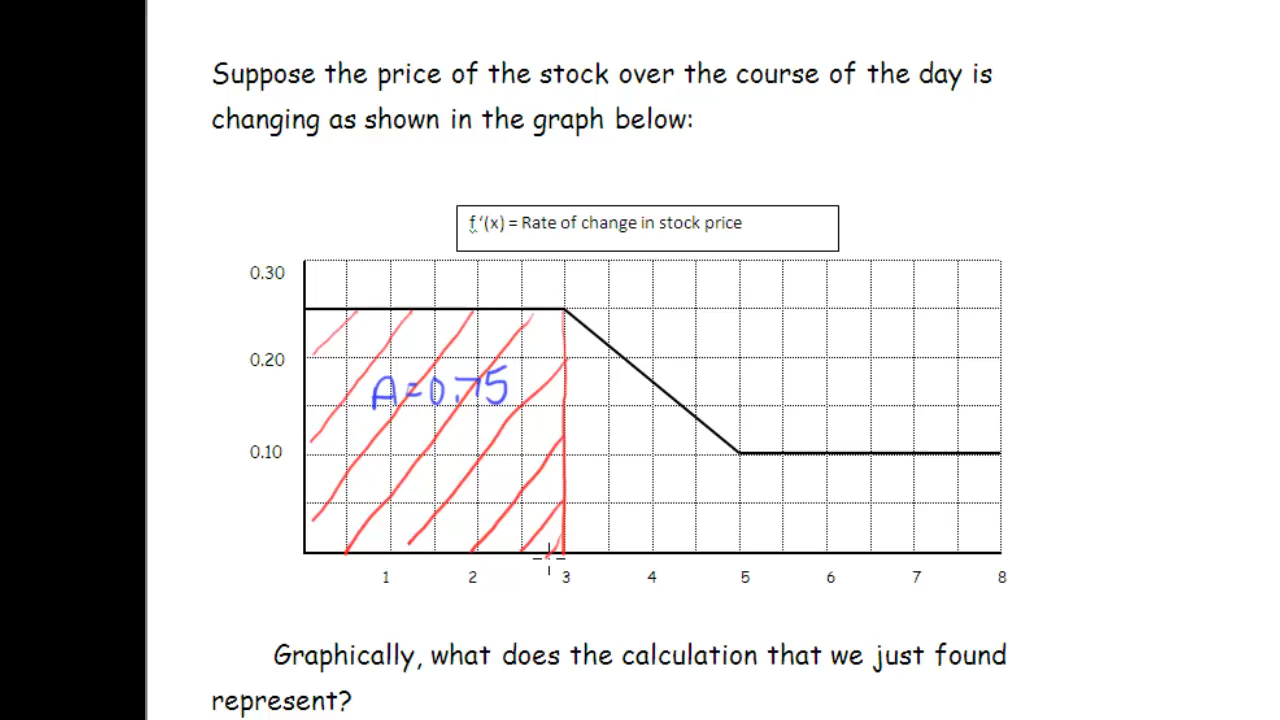 Suppose the price of the stock over the course of the day is
changing as shown in the graph below:
f '(x) = Rate of change in stock price
0.30
0.20
A=0.75
0.10
1 2 3 4 5 6 7 8
Graphically, what does the calculation that we just found
represent?